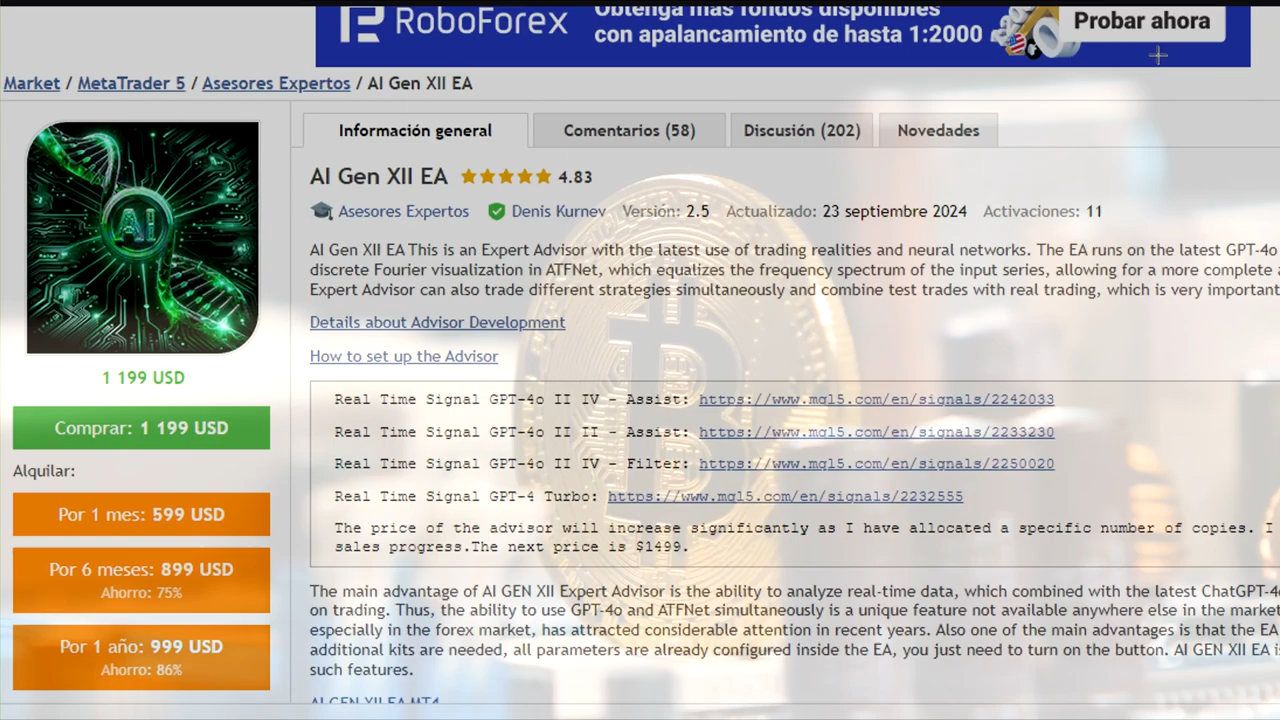 RoboForex
Obtenga más fondos disponibles
con apalancamiento de hasta 1:2000
Probar ahora
Market / MetaTrader 5 / Asesores Expertos / AI Gen XII EA
AI
1 199 USD
Comprar: 1 199 USD
Alquilar:
Por 1 mes: 599 USD
Por 6 meses: 899 USD
Ahorro: 75%
Por 1 año: 999 USD
Ahorro: 86%
Información general
Comentarios (58)
Discusión (202)
Novedades
AI Gen XII EA 4.83
Asesores Expertos Denis Kurnev Versión: 2.5 Actualizado: 23 septiembre 2024 Activaciones: 11
AI Gen XII EA This is an Expert Advisor with the latest use of trading realities and neural networks. The EA runs on the latest GPT-4o
discrete Fourier visualization in ATFNet, which equalizes the frequency spectrum of the input series, allowing for a more complete
Expert Advisor can also trade different strategies simultaneously and combine test trades with real trading, which is very important
Details about Advisor Development
How to set up the Advisor
Real Time Signal GPT-4o II IV - Assist: https://www.mql5.com/en/signals/2242033
Real Time Signal GPT-4o II II - Assist: https://www.mql5.com/en/signals/2233230
Real Time Signal GPT-4o II IV - Filter: https://www.mql5.com/en/signals/2250020
Real Time Signal GPT-4 Turbo: https://www.mql5.com/en/signals/2232555
The price of the advisor will increase significantly as I have allocated a specific number of copies. I
sales progress.The next price is $1499.
The main advantage of AI GEN XII Expert Advisor is the ability to analyze real-time data, which combined with the latest ChatGPT-4o
on trading. Thus, the ability to use GPT-4o and ATFNet simultaneously is a unique feature not available anywhere else in the market
especially in the forex market, has attracted considerable attention in recent years. Also one of the main advantages is that the EA
additional kits are needed, all parameters are already configured inside the EA, you just need to turn on the button. AI GEN XII EA is
such features.
AI GEN XII EA MT4